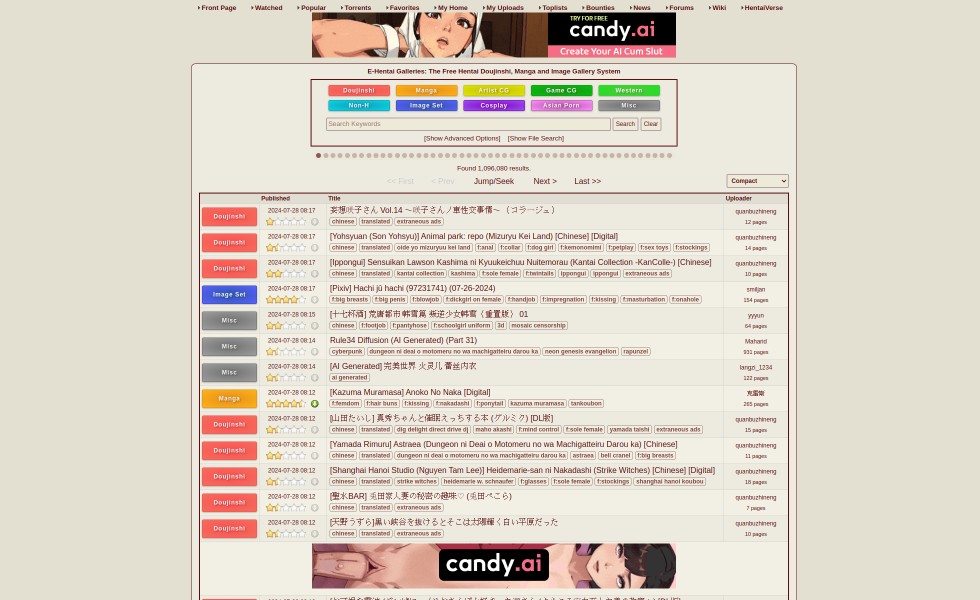 Front Page Watched Popular Torrents Favorites My Home My Uploads Toplists Bounties News Forums Wiki HentaiVerse
TRY FOR FREE
candy.ai
Create Your AI Cum Slut
E-Hentai Galleries: The Free Hentai Doujinshi, Manga and Image Gallery System
Doujinshi Manga Artist CG Game CG Western
Non-H Image Set Cosplay Asian Porn Misc
Search Keywords Search Clear
[Show Advanced Options] [Show File Search]
Found 1,096,080 results.
<< First < Prev Jump/Seek Next > Last >> Compact
Published Title Uploader
Doujinshi 2024-07-28 08:17 妄想咲子さん Vol.14 ～咲子さんノ車性交事情～ （コラージュ） quanbuzhineng
chinese translated extraneous ads 12 pages
Doujinshi 2024-07-28 08:17 [Yohsyuan (Son Yohsyu)] Animal park: repo (Mizuryu Kei Land) [Chinese] [Digital] quanbuzhineng
chinese translated oide yo mizuryuu kei land f:anal f:collar f:dog girl f:kemonomimi f:petplay f:sex toys f:stockings 14 pages
Doujinshi 2024-07-28 08:17 [Ippongui] Sensuikan Lawson Kashima ni Kyuukeichuu Nuitemorau (Kantai Collection -KanColle-) [Chinese] quanbuzhineng
chinese translated kantai collection kashima f:sole female f:twintails ippongui ippongui extraneous ads 10 pages
Image Set 2024-07-28 08:17 [Pixiv] Hachi jū hachi (97231741) (07-26-2024) smiljan
f:big breasts f:big penis f:blowjob f:dickgirl on female f:handjob f:impregnation f:kissing f:masturbation f:onahole 154 pages
Misc 2024-07-28 08:15 [十七杯酒] 荒唐都市 韩雪篇 叛逆少女韩雪（重置版） 01 yyyun
chinese f:footjob f:pantyhose f:schoolgirl uniform 3d mosaic censorship 64 pages
Misc 2024-07-28 08:14 Rule34 Diffusion (AI Generated) (Part 31) Maharid
cyberpunk dungeon ni deai o motomeru no wa machigatteiru darou ka neon genesis evangelion rapunzel 931 pages
Misc 2024-07-28 08:14 [AI Generated] 完美世界 火灵儿 蕾丝内衣 langzi_1234
ai generated 122 pages
Manga 2024-07-28 08:12 [Kazuma Muramasa] Anoko No Naka [Digital]
f:femdom f:hair buns f:kissing f:nakadashi f:ponytail kazuma muramasa tankoubon 265 pages
Doujinshi 2024-07-28 08:12 [山田たいし] 真秀ちゃんと催眠えっちする本 (グルミク) [DL版] quanbuzhineng
chinese translated dig delight direct drive dj maho akashi f:mind control f:sole female yamada taishi extraneous ads 15 pages
Doujinshi 2024-07-28 08:12 [Yamada Rimuru] Astraea (Dungeon ni Deai o Motomeru no wa Machigatteiru Darou ka) [Chinese] quanbuzhineng
chinese translated dungeon ni deai o motomeru no wa machigatteiru darou ka astraea bell cranel f:big breasts 11 pages
Doujinshi 2024-07-28 08:12 [Shanghai Hanoi Studio (Nguyen Tam Lee)] Heidemarie-san ni Nakadashi (Strike Witches) [Chinese] [Digital] quanbuzhineng
chinese translated strike witches heidemarie w. schnaufer f:glasses f:sole female f:stockings shanghai hanoi koubou 18 pages
Doujinshi 2024-07-28 08:12 [聖水BAR] 兎田家人妻の秘密の趣味♡ (兎田ぺこら) quanbuzhineng
chinese translated extraneous ads 7 pages
Doujinshi 2024-07-28 08:12 [天野うずら]黒い峡谷を抜けるとそこは太陽輝く白い平原だった quanbuzhineng
chinese translated extraneous ads 10 pages
candy.ai